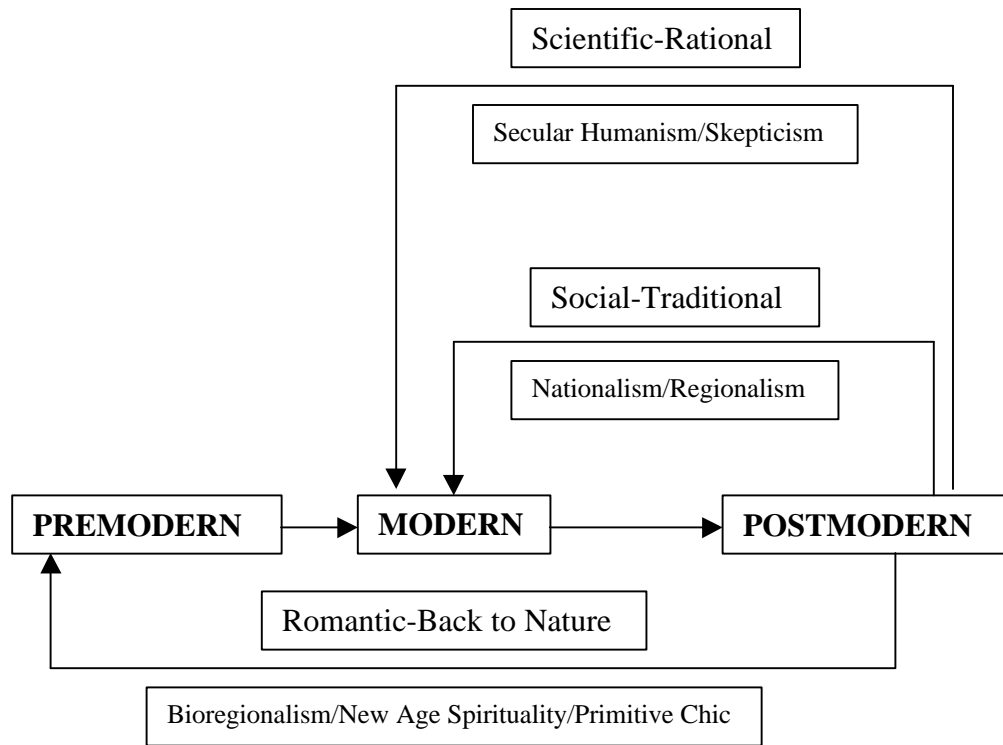 Scientific-Rational
Secular Humanism/Skepticism
Social-Traditional
Nationalism/Regionalism
PREMODERN
MODERN
POSTMODERN
Romantic-Back to Nature
Bioregionalism/New Age Spirituality/Primitive Chic